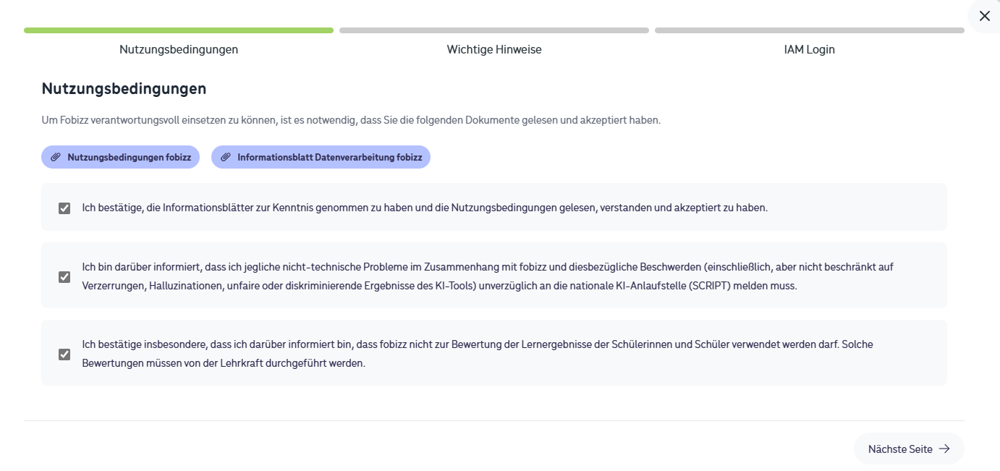 Nutzungsbedingungen
Wichtige Hinweise
IAM Login
Nutzungsbedingungen
Um Fobizz verantwortungsvoll einsetzen zu können, ist es notwendig, dass Sie die folgenden Dokumente gelesen und akzeptiert haben.
Nutzungsbedingungen fobizz
Informationsblatt Datenverarbeitung fobizz
Ich bestätige, die Informationsblätter zur Kenntnis genommen zu haben und die Nutzungsbedingungen gelesen, verstanden und akzeptiert zu haben.
Ich bin darüber informiert, dass ich jegliche nicht-technische Probleme im Zusammenhang mit fobizz und diesbezügliche Beschwerden (einschließlich, aber nicht beschränkt auf
Verzerrungen, Halluzinationen, unfaire oder diskriminierende Ergebnisse des KI-Tools) unverzüglich an die nationale KI-Anlaufstelle (SCRIPT) melden muss.
Ich bestätige insbesondere, dass ich darüber informiert bin, dass fobizz nicht zur Bewertung der Lernergebnisse der Schülerinnen und Schüler verwendet werden darf. Solche
Bewertungen müssen von der Lehrkraft durchgeführt werden.
Nächste Seite